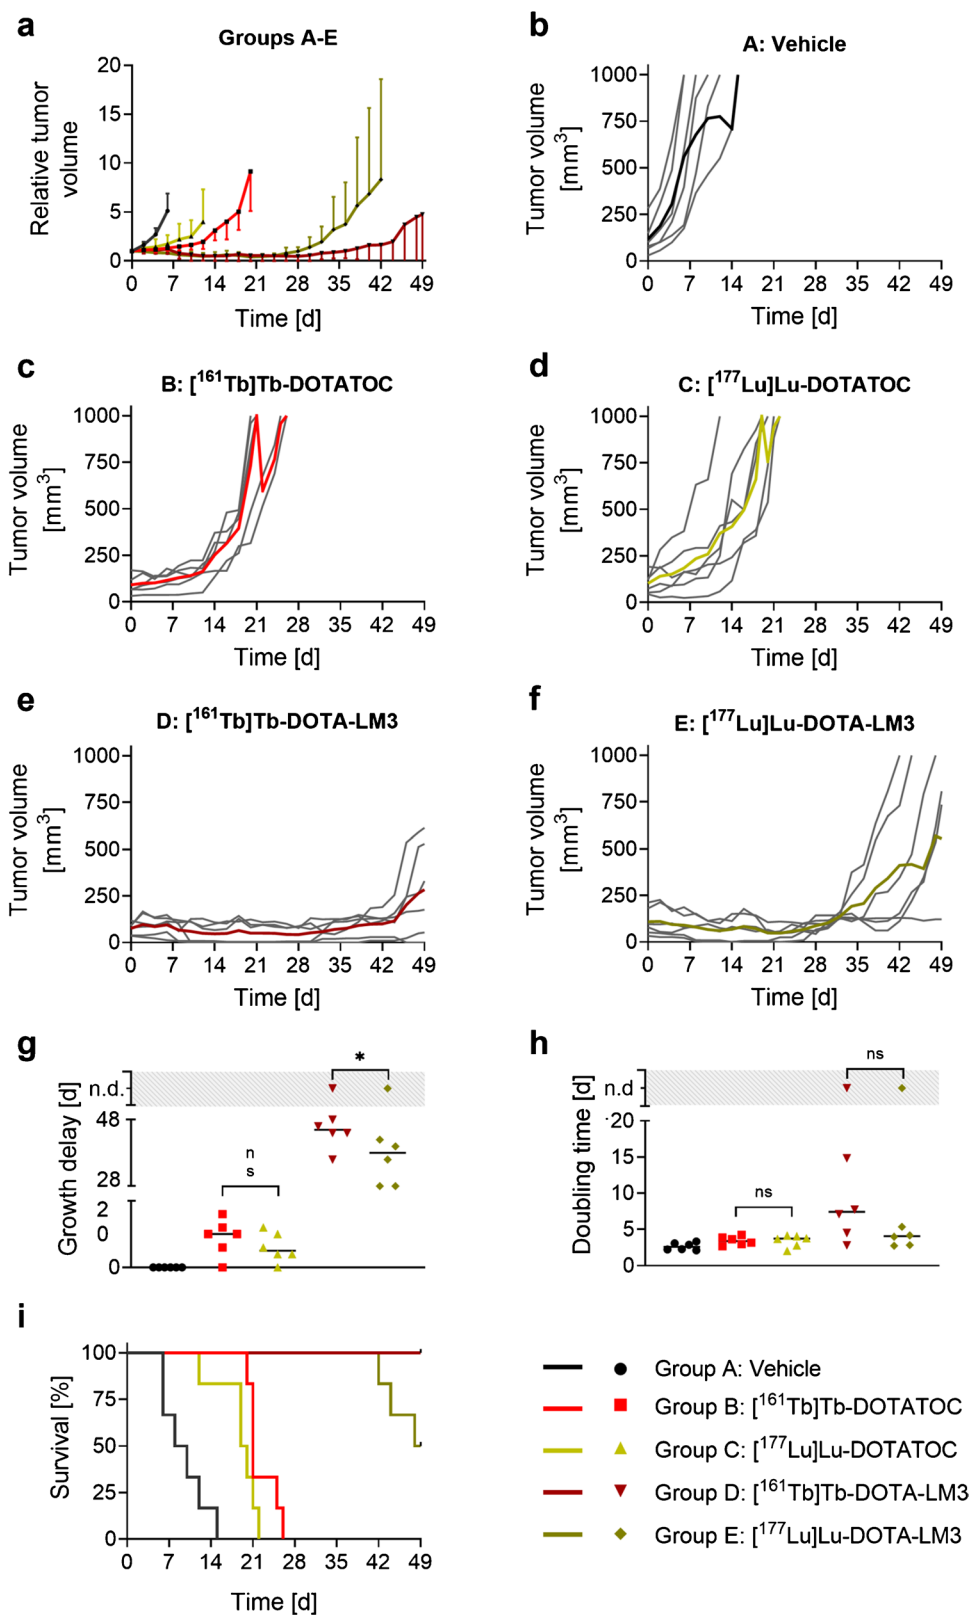 a
Groups A-E
Relative tumor
volume
20
15
10
5
0
0 7 14 21 28 35 42 49
Time [d]
b
A: Vehicle
Tumor volume
[mm³]
1000
750
500
250
0
0 7 14 21 28 35 42 49
Time [d]
c
B: [¹⁶¹Tb]Tb-DOTATOC
Tumor volume
[mm³]
1000
750
500
250
0
0 7 14 21 28 35 42 49
Time [d]
d
C: [¹⁷⁷Lu]Lu-DOTATOC
Tumor volume
[mm³]
1000
750
500
250
0
0 7 14 21 28 35 42 49
Time [d]
e
D: [¹⁶¹Tb]Tb-DOTA-LM3
Tumor volume
[mm³]
1000
750
500
250
0
0 7 14 21 28 35 42 49
Time [d]
f
E: [¹⁷⁷Lu]Lu-DOTA-LM3
Tumor volume
[mm³]
1000
750
500
250
0
0 7 14 21 28 35 42 49
Time [d]
g
Growth delay [d]
n.d.
48
28
2
0
0
n
s
*
h
Doubling time [d]
n.d
20
15
10
5
0
ns
ns
i
Survival [%]
100
75
50
25
0
0 7 14 21 28 35 42 49
Time [d]
Group A: Vehicle
Group B: [¹⁶¹Tb]Tb-DOTATOC
Group C: [¹⁷⁷Lu]Lu-DOTATOC
Group D: [¹⁶¹Tb]Tb-DOTA-LM3
Group E: [¹⁷⁷Lu]Lu-DOTA-LM3